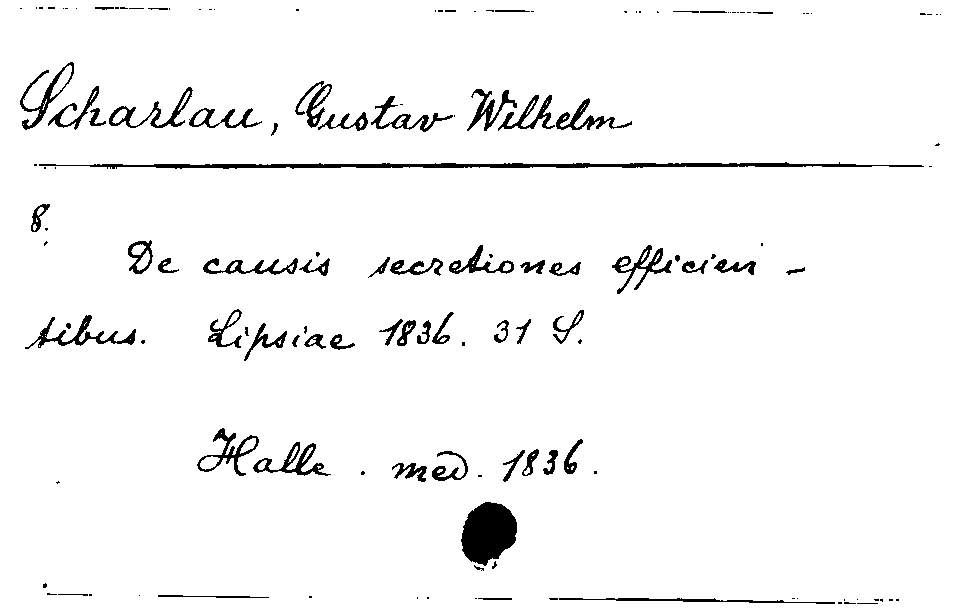 Scharlau, Gustav Wilhelm
8.
De causis secretiones efficien -
tibus. Lipsiae 1836. 31 S.
Halle . med. 1836.